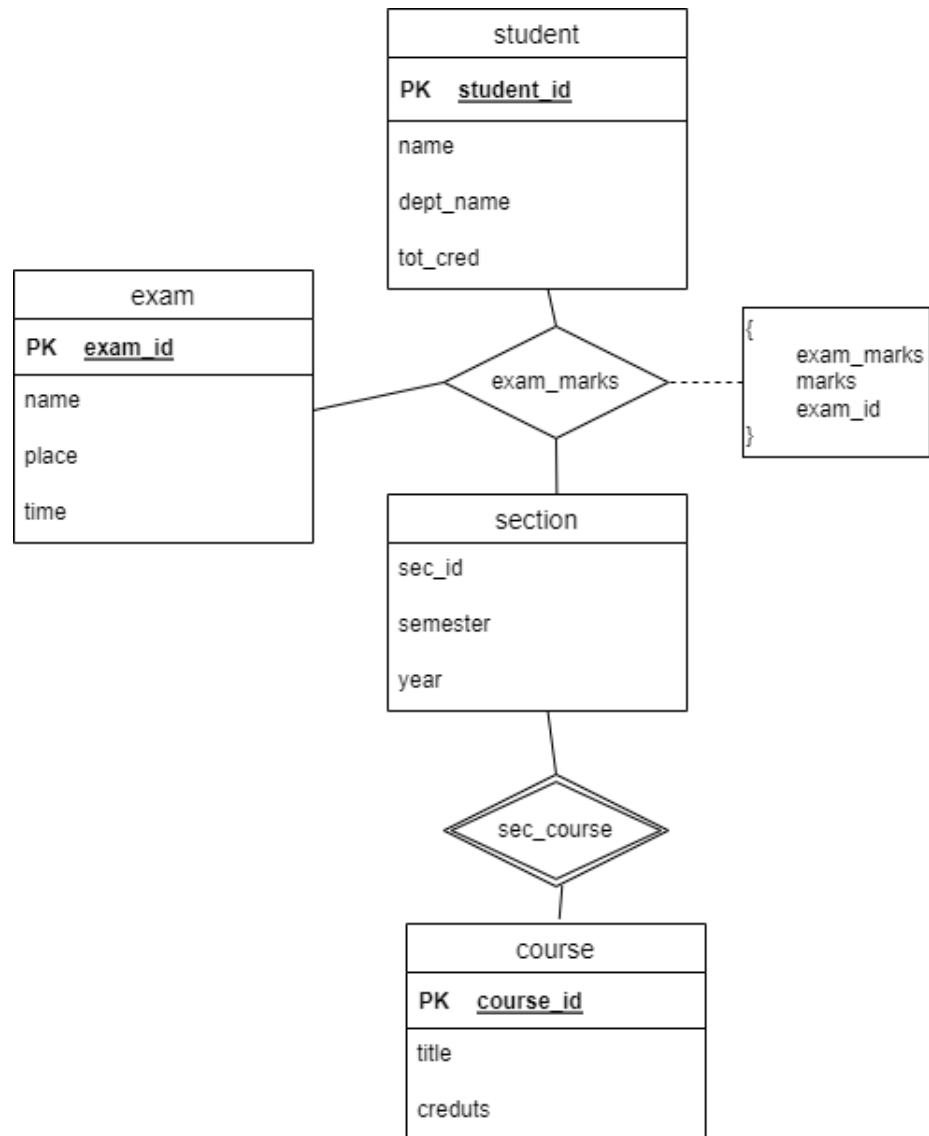 student
PK student_id
name
dept_name
tot_cred
exam
PK exam_id
name
place
time
exam_marks
{
exam_marks
marks
exam_id
}
section
sec_id
semester
year
sec_course
course
PK course_id
title
creduts